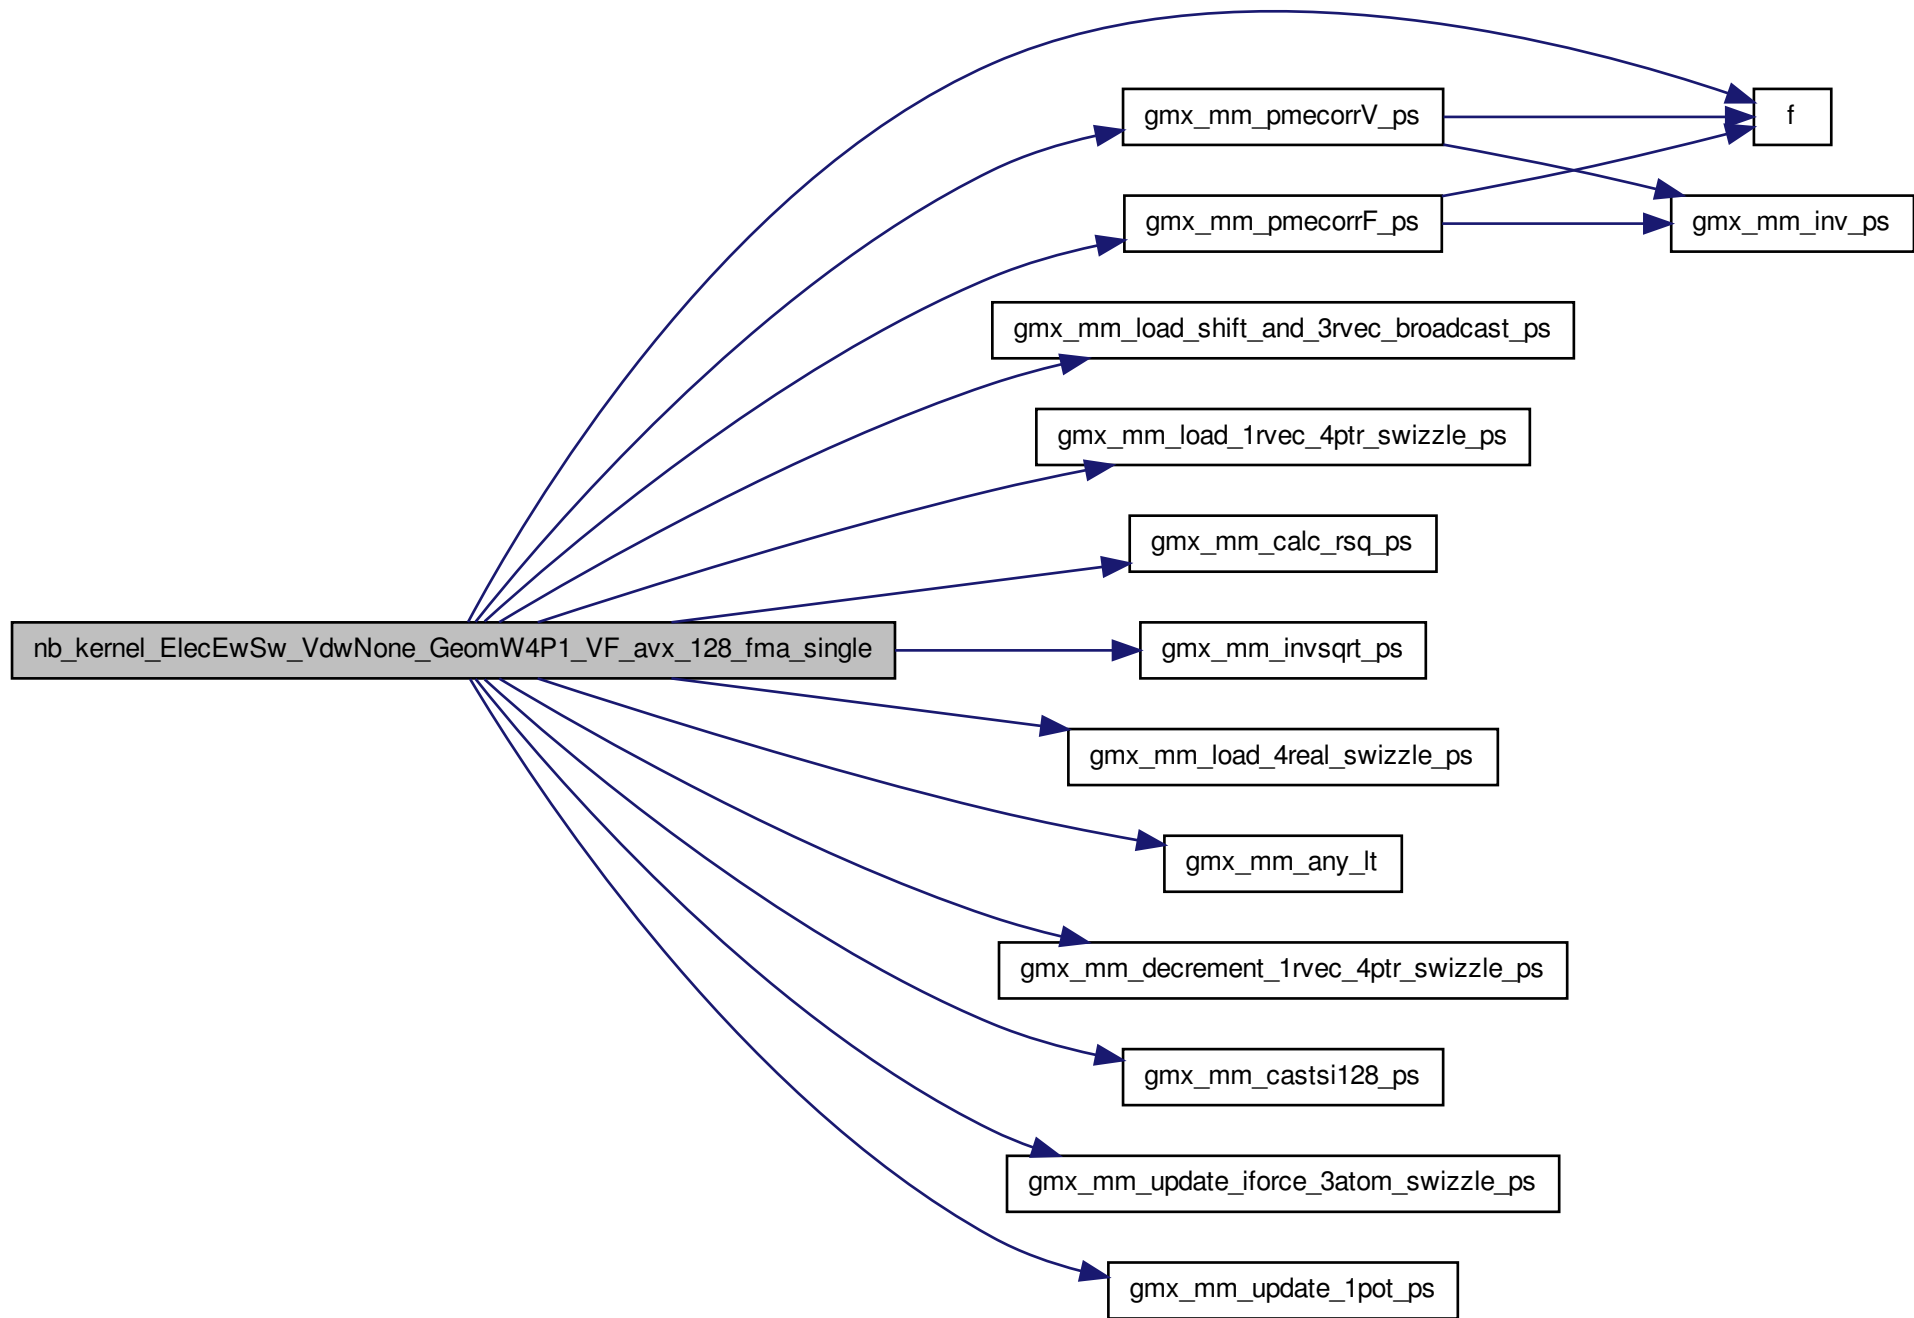 gmx_mm_pmecorrV_ps
f
gmx_mm_pmecorrF_ps
gmx_mm_inv_ps
gmx_mm_load_shift_and_3rvec_broadcast_ps
gmx_mm_load_1rvec_4ptr_swizzle_ps
gmx_mm_calc_rsq_ps
nb_kernel_ElecEwSw_VdwNone_GeomW4P1_VF_avx_128_fma_single
gmx_mm_invsqrt_ps
gmx_mm_load_4real_swizzle_ps
gmx_mm_any_lt
gmx_mm_decrement_1rvec_4ptr_swizzle_ps
gmx_mm_castsi128_ps
gmx_mm_update_iforce_3atom_swizzle_ps
gmx_mm_update_1pot_ps